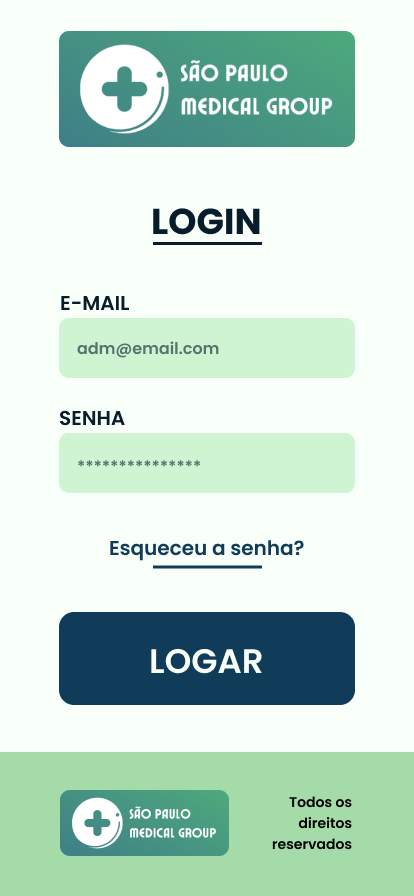 SÃO PAULO
MEDICAL GROUP
LOGIN
E-MAIL
adm@email.com
SENHA
***************
Esqueceu a senha?
LOGAR
SÃO PAULO
MEDICAL GROUP
Todos os
direitos
reservados